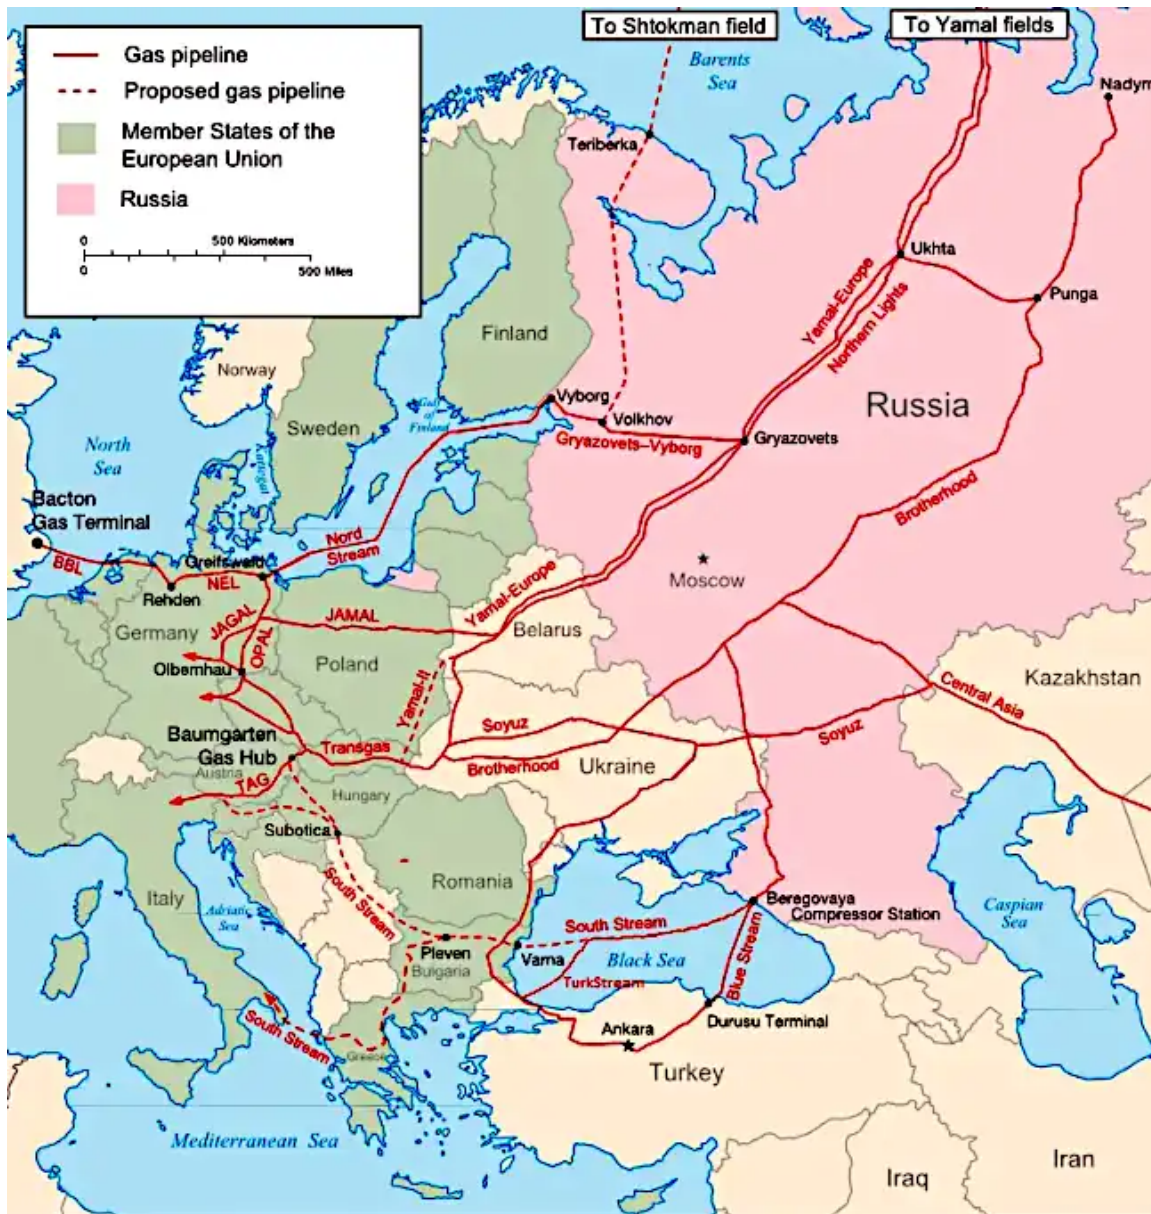 To Shtokman field
To Yamal fields
Gas pipeline
Proposed gas pipeline
Member States of the
European Union
Russia
0
500 Kilometers
0
500 Miles
Barents
Sea
Nadym
Teriberka
Ukhta
Punga
Yamal-Europe
Northern Lights
Finland
Norway
Sweden
Gulf
of
Finland
Vyborg
Volkhov
Gryazovets–Vyborg
Gryazovets
Russia
North
Sea
Kattegat
Brotherhood
Bacton
Gas Terminal
BBL
Nord
Stream
Greifswald
NEL
Rehden
Moscow
Yamal-Europe
JAGAL
OPAL
JAMAL
Germany
Belarus
Poland
Olbernhau
Yamal-II
Kazakhstan
Central Asia
Soyuz
Soyuz
Baumgarten
Gas Hub
Transgas
Brotherhood
Ukraine
Austria
TAG
Hungary
Subotica
South Stream
Romania
Italy
Adriatic
Sea
Beregovaya
Compressor Station
Caspian
Sea
South Stream
Pleven
Varna
Bulgaria
Black Sea
Blue Stream
TurkStream
South Stream
Greece
Ankara
Durusu Terminal
Turkey
Mediterranean Sea
Iraq
Iran